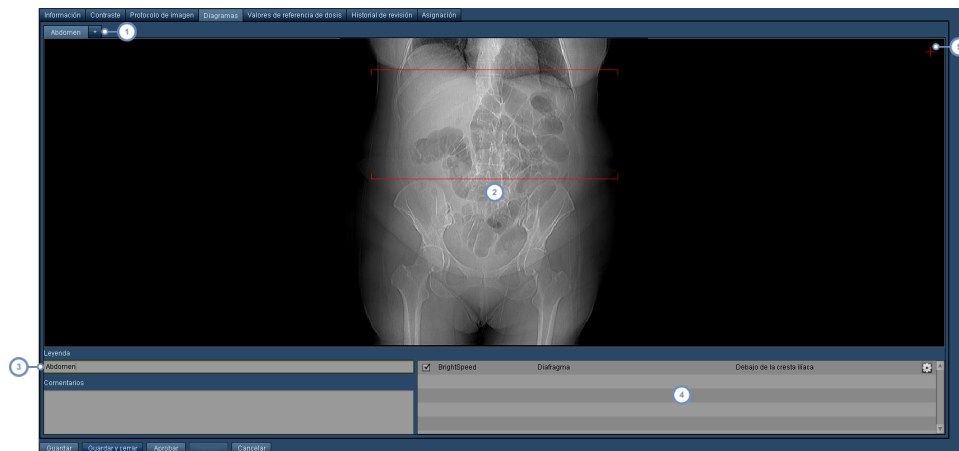 Información Contraste Protocolo de imagen Diagramas Valores de referencia de dosis Historial de revisión Asignación
Abdomen
1
5
2
Leyenda
3 Abdomen
BrightSpeed Diafragma Debajo de la cresta ilíaca
Comentarios
4
Guardar Guardar y cerrar Aprobar Cancelar